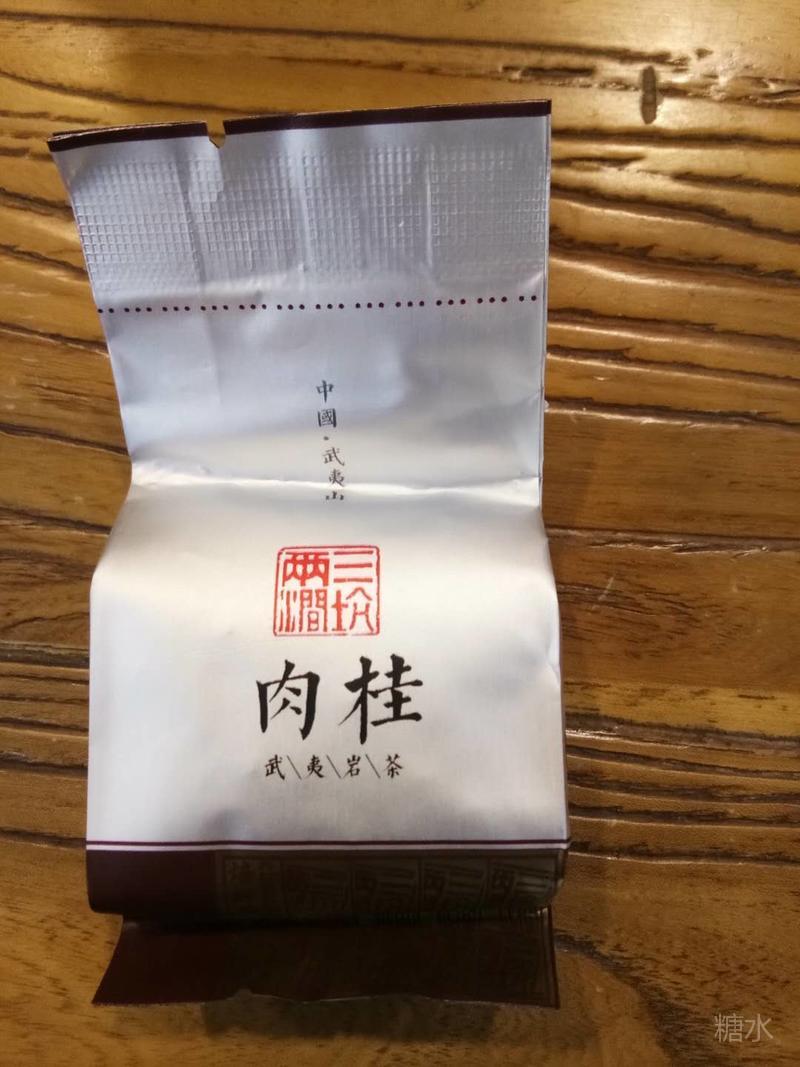 中國·武夷山
三坑
兩澗
肉桂
武\夷\岩\茶
糖水